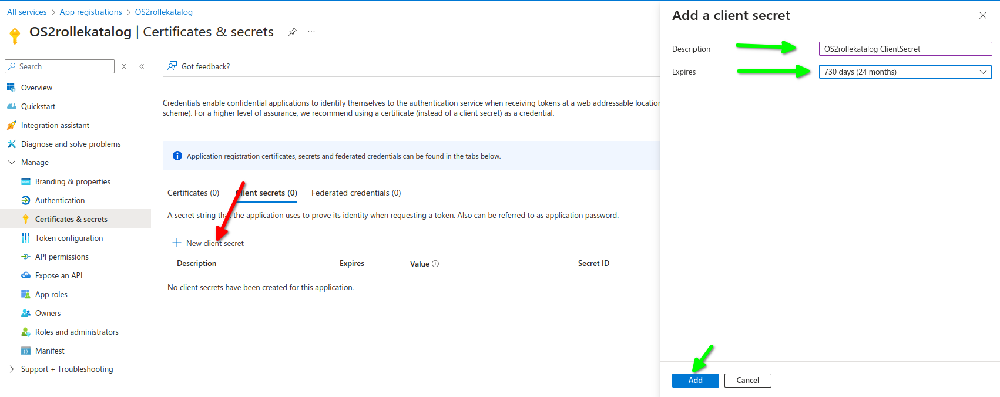 All services > App registrations > OS2rollekatalog
OS2rollekatalog | Certificates & secrets
Search
Overview
Quickstart
Integration assistant
Diagnose and solve problems
Manage
Branding & properties
Authentication
Certificates & secrets
Token configuration
API permissions
Expose an API
App roles
Owners
Roles and administrators
Manifest
Support + Troubleshooting
Got feedback?
Credentials enable confidential applications to identify themselves to the authentication service when receiving tokens at a web addressable location
scheme). For a higher level of assurance, we recommend using a certificate (instead of a client secret) as a credential.
Application registration certificates, secrets and federated credentials can be found in the tabs below.
Certificates (0) Client secrets (0) Federated credentials (0)
A secret string that the application uses to prove its identity when requesting a token. Also can be referred to as application password.
New client secret
Description Expires Value Secret ID
No client secrets have been created for this application.
Add a client secret
Description OS2rollekatalog ClientSecret
Expires 730 days (24 months)
Add Cancel